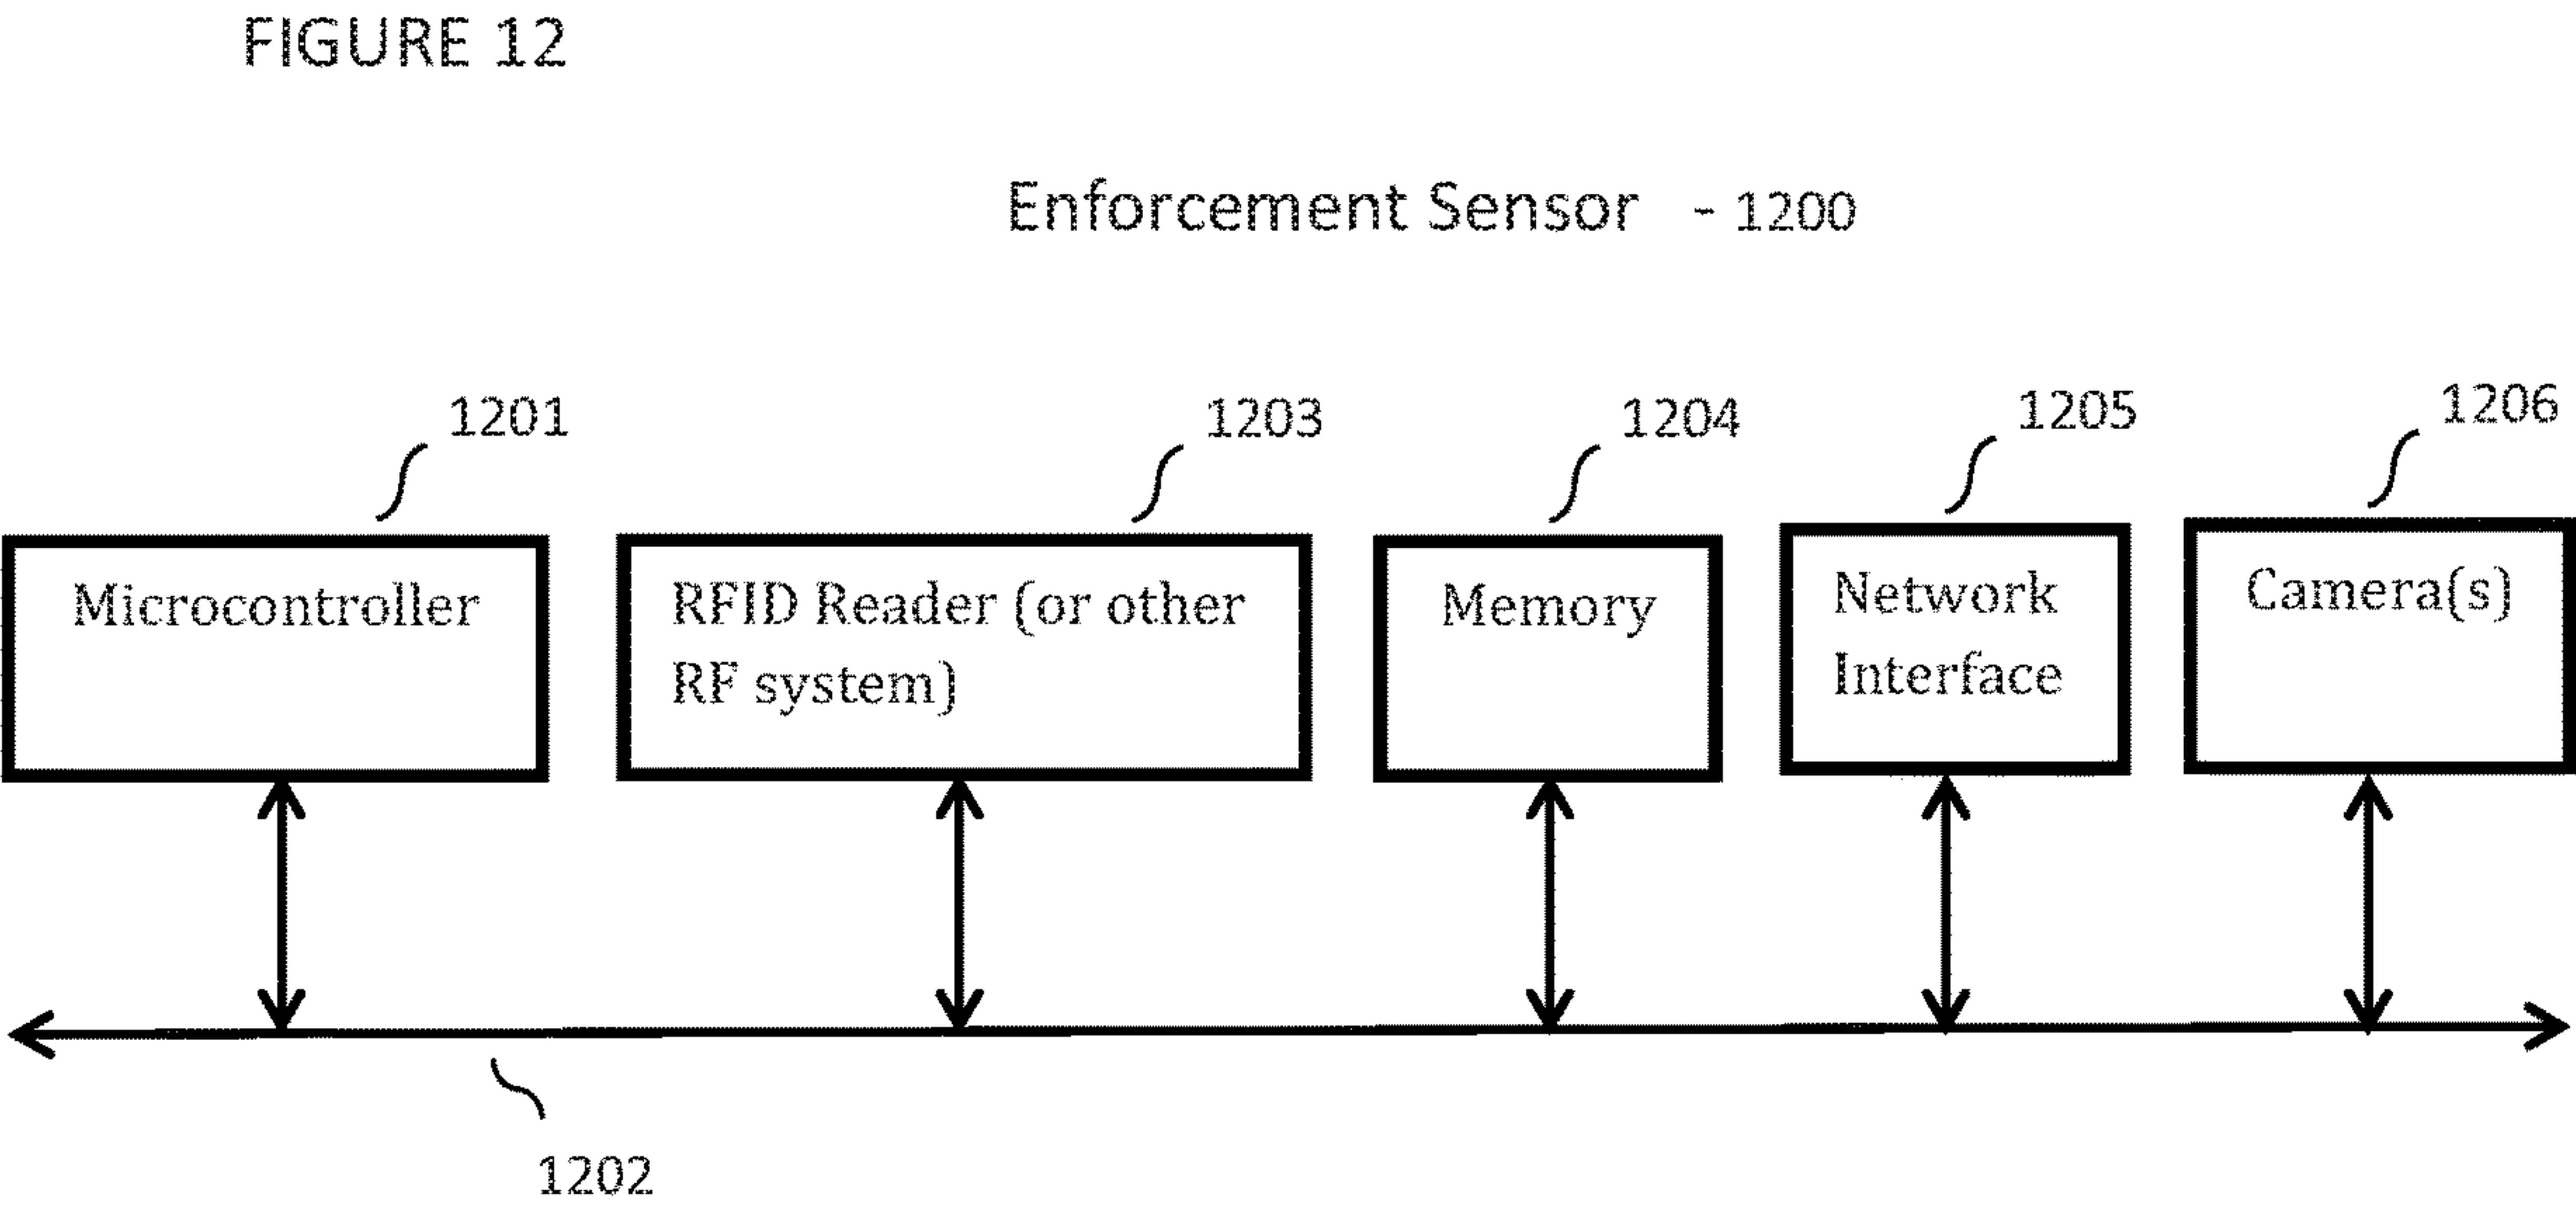 FIGURE 12
Enforcement Sensor - 1200
1201
1203
1204
1205
1206
Microcontroller
RFID Reader (or other
RF system)
Memory
Network
Interface
Camera(s)
1202